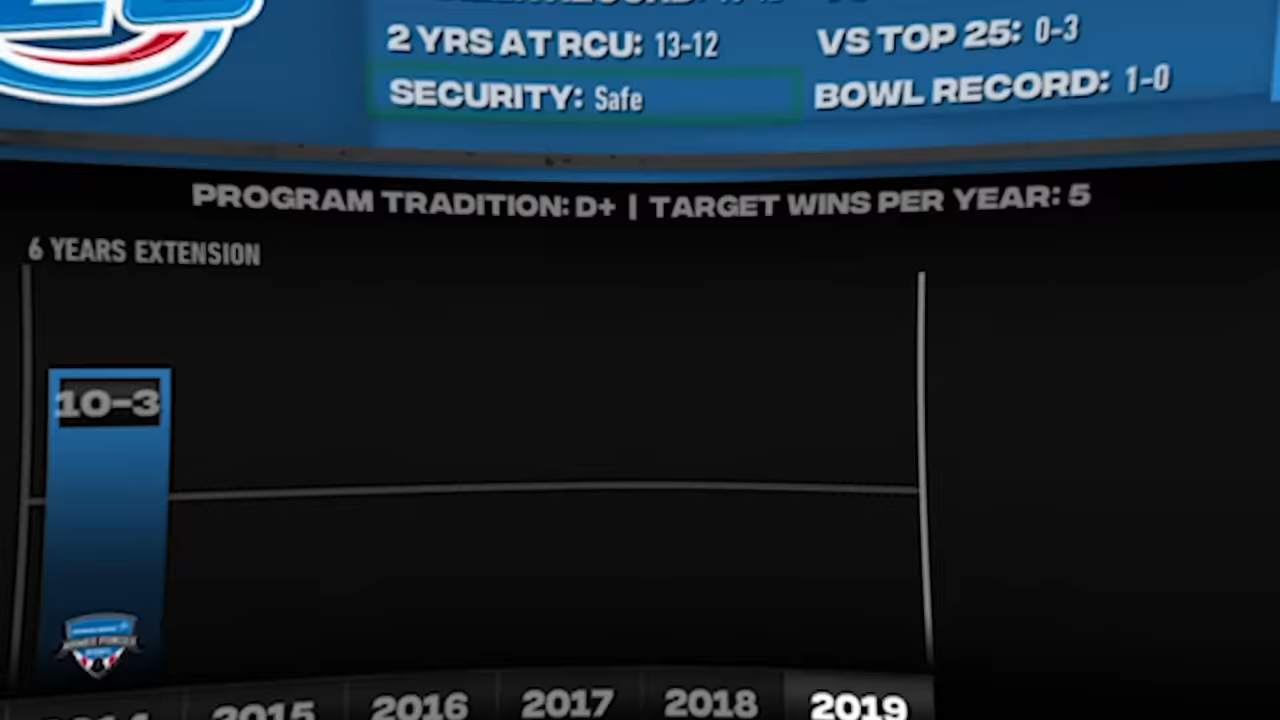 2 YRS AT RCU: 13-12
VS TOP 25: 0-3
SECURITY: Safe
BOWL RECORD: 1-0
PROGRAM TRADITION: D+ | TARGET WINS PER YEAR: 5
6 YEARS EXTENSION
10-3
2014 2015 2016 2017 2018 2019